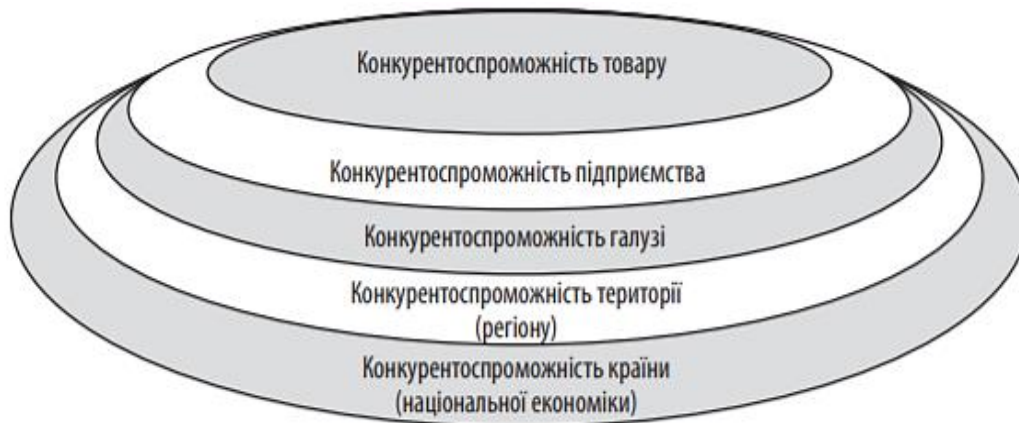 Конкурентоспроможність товару
Конкурентоспроможність підприємства
Конкурентоспроможність галузі
Конкурентоспроможність території
(регіону)
Конкурентоспроможність країни
(національної економіки)